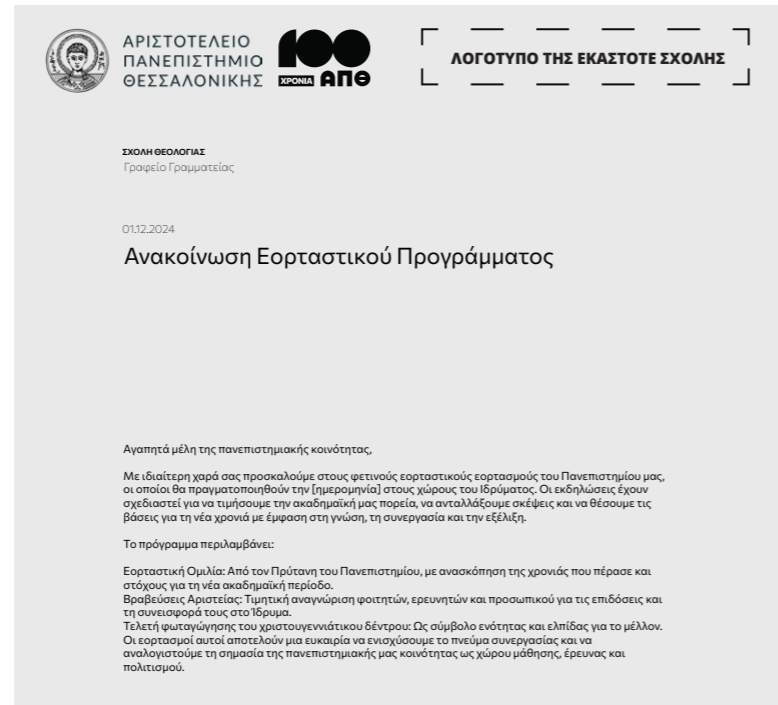 ΑΡΙΣΤΟΤΕΛΕΙΟ
ΠΑΝΕΠΙΣΤΗΜΙΟ
ΘΕΣΣΑΛΟΝΙΚΗΣ
100
ΧΡΟΝΙΑ ΑΠΘ
ΛΟΓΟΤΥΠΟ ΤΗΣ ΕΚΑΣΤΟΤΕ ΣΧΟΛΗΣ
ΣΧΟΛΗ ΘΕΟΛΟΓΙΑΣ
Γραφείο Γραμματείας
01.12.2024
Ανακοίνωση Εορταστικού Προγράμματος
Αγαπητά μέλη της πανεπιστημιακής κοινότητας,
Με ιδιαίτερη χαρά σας προσκαλούμε στους φετινούς εορταστικούς εορτασμούς του Πανεπιστημίου μας,
οι οποίοι θα πραγματοποιηθούν την [ημερομηνία] στους χώρους του Ιδρύματος. Οι εκδηλώσεις έχουν
σχεδιαστεί για να τιμήσουμε την ακαδημαϊκή μας πορεία, να ανταλλάξουμε σκέψεις και να θέσουμε τις
βάσεις για τη νέα χρονιά με έμφαση στη γνώση, τη συνεργασία και την εξέλιξη.
Το πρόγραμμα περιλαμβάνει:
Εορταστική Ομιλία: Από τον Πρύτανη του Πανεπιστημίου, με ανασκόπηση της χρονιάς που πέρασε και
στόχους για τη νέα ακαδημαϊκή περίοδο.
Βραβεύσεις Αριστείας: Τιμητική αναγνώριση φοιτητών, ερευνητών και προσωπικού για τις επιδόσεις και
τη συνεισφορά τους στο Ίδρυμα.
Τελετή φωταγώγησης του χριστουγεννιάτικου δέντρου: Ως σύμβολο ενότητας και ελπίδας για το μέλλον.
Οι εορτασμοί αυτοί αποτελούν μια ευκαιρία να ενισχύσουμε το πνεύμα συνεργασίας και να
αναλογιστούμε τη σημασία της πανεπιστημιακής μας κοινότητας ως χώρου μάθησης, έρευνας και
πολιτισμού.